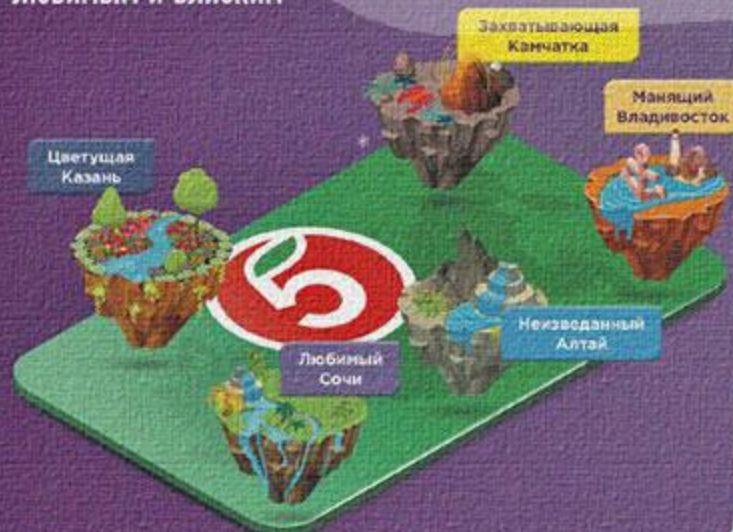 Захватывающая
Камчатка
Манящий
Владивосток
Цветущая
Казань
5
Неизведанный
Алтай
Любимый
Сочи